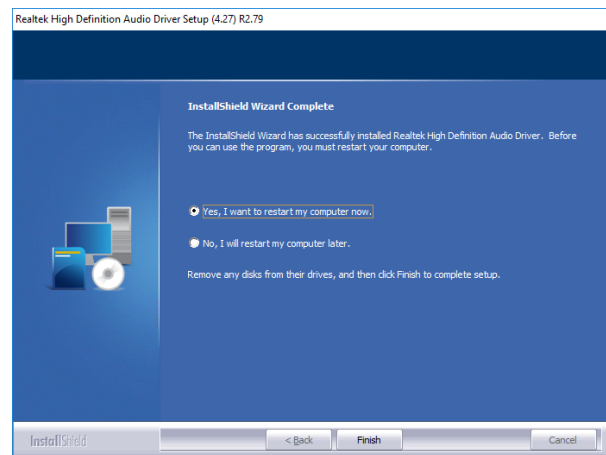 Realtek High Definition Audio Driver Setup (4.27) R2.79
InstallShield Wizard Complete
The InstallShield Wizard has successfully installed Realtek High Definition Audio Driver. Before
you can use the program, you must restart your computer.
Yes, I want to restart my computer now.
No, I will restart my computer later.
Remove any disks from their drives, and then click Finish to complete setup.
InstallShield
< Back
Finish
Cancel